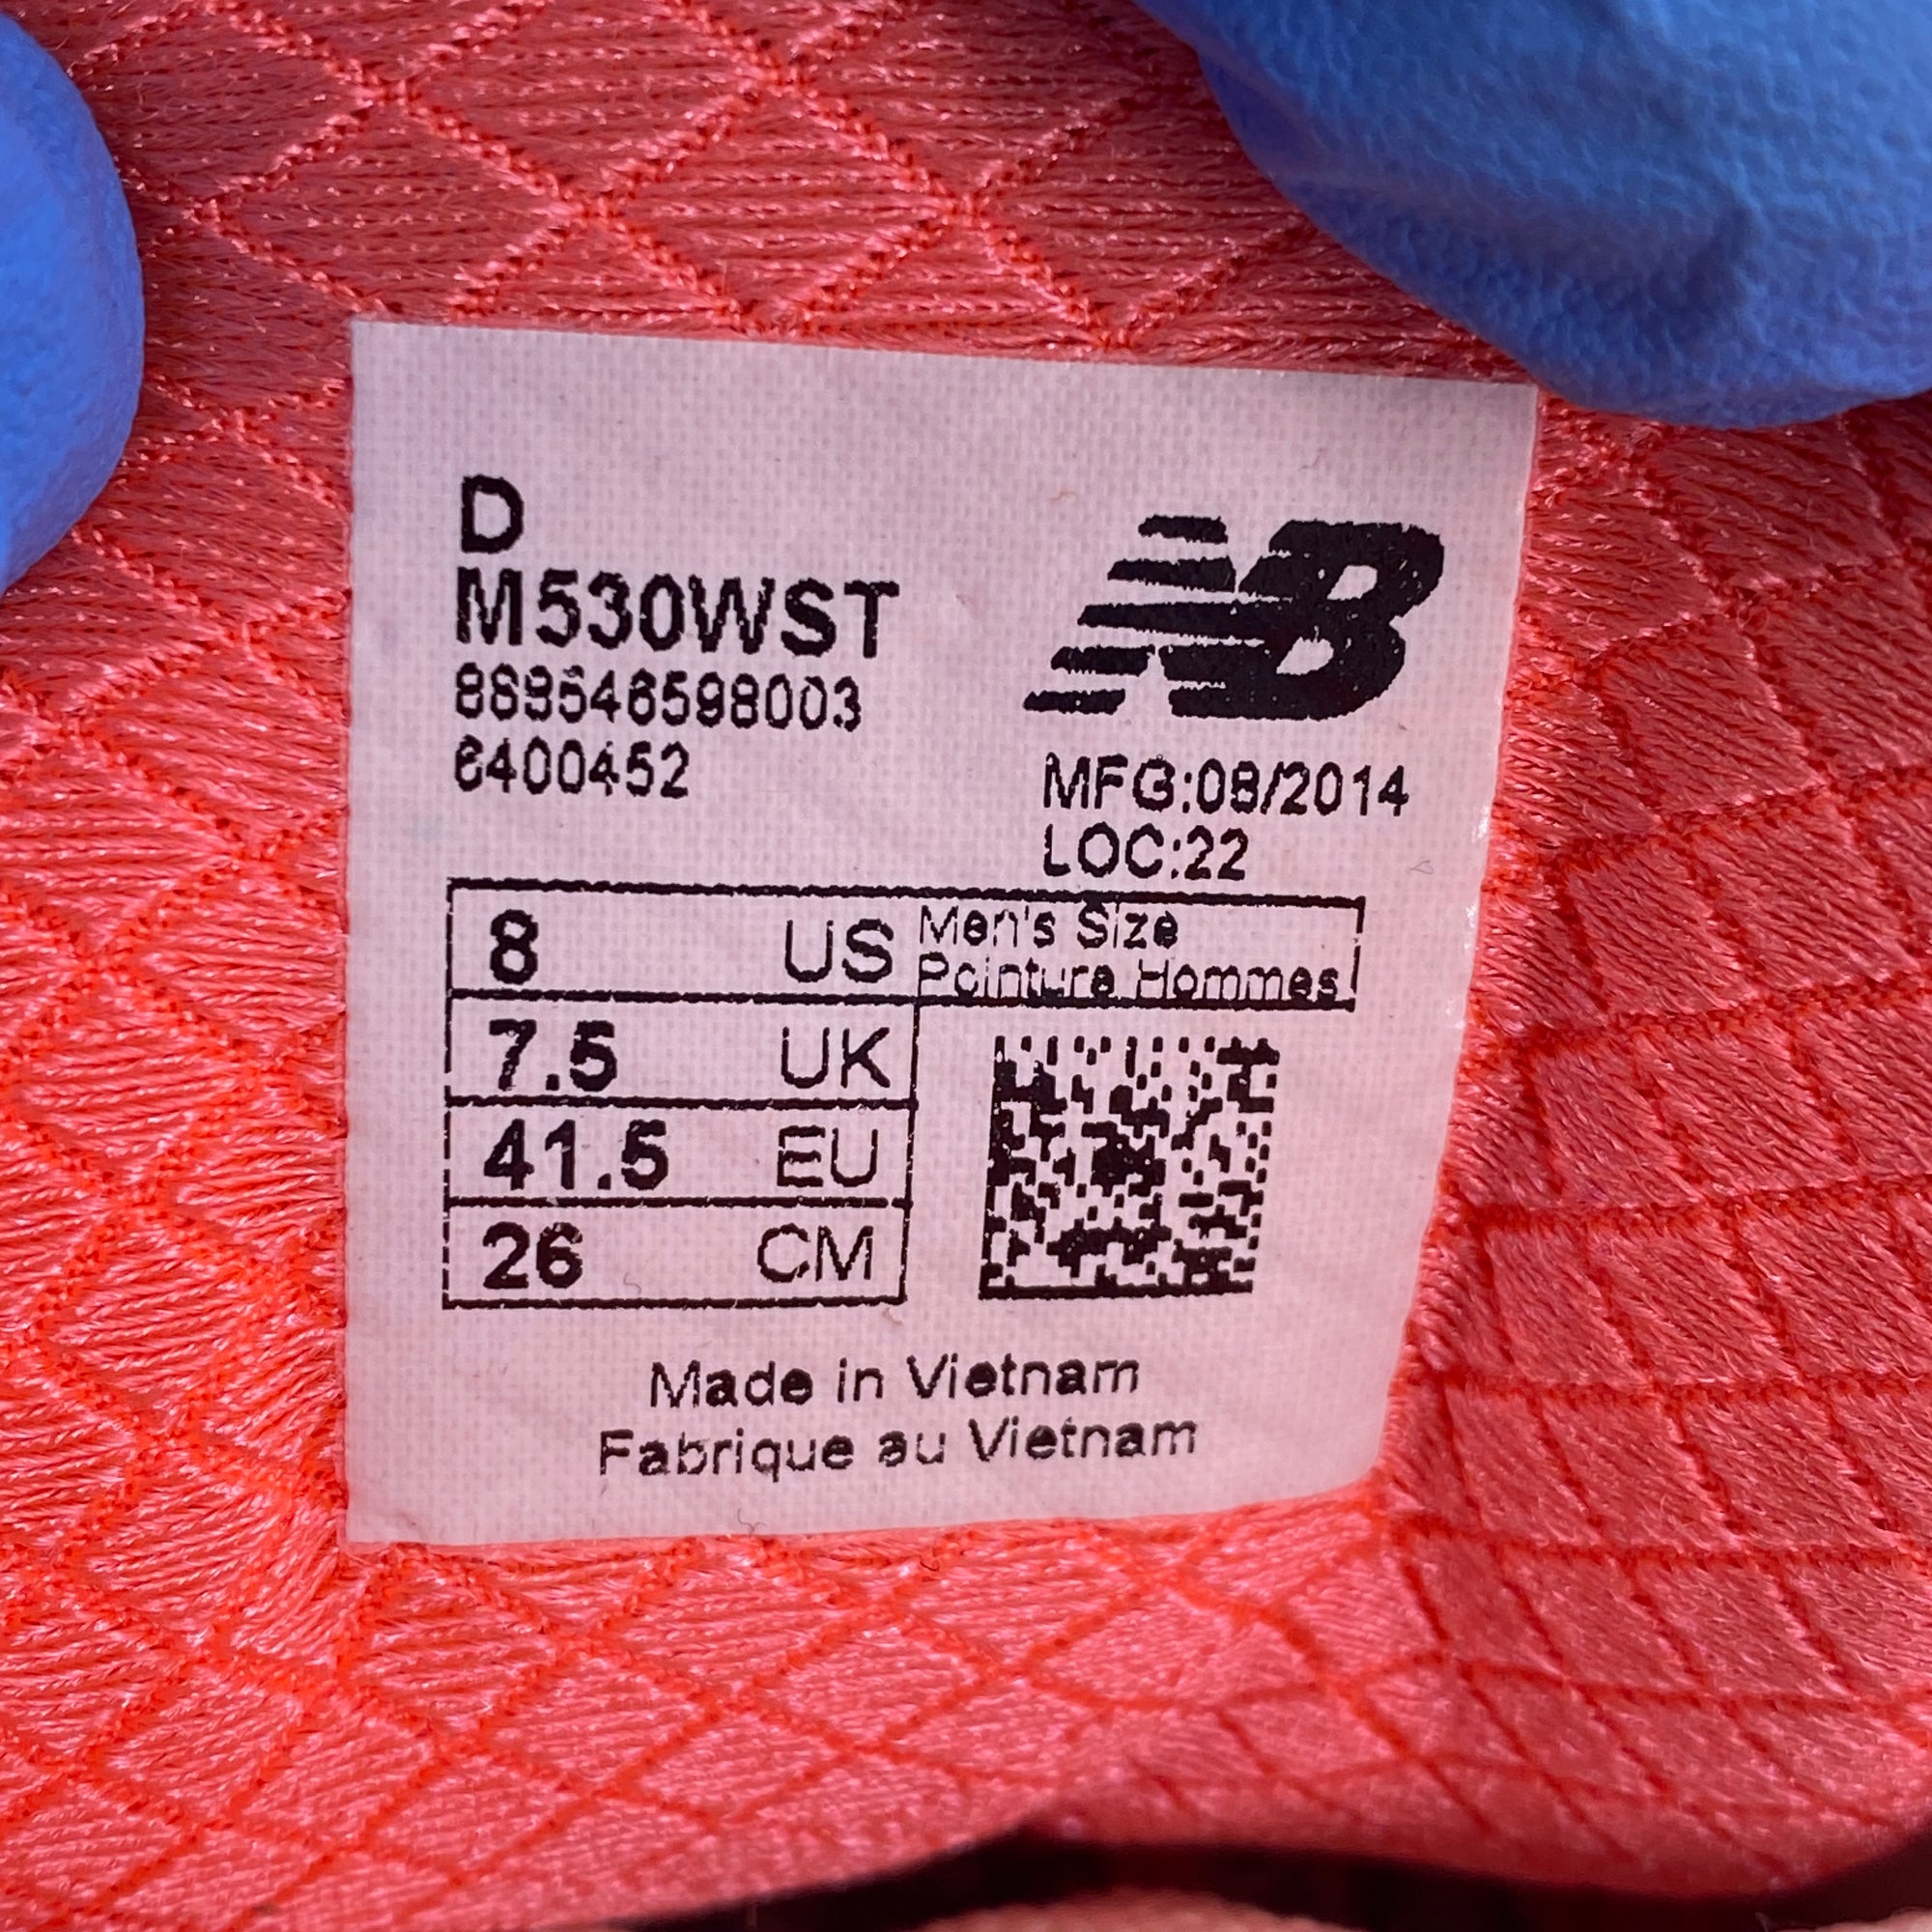 D
M530WST
NB
889546598003
6400452
MFG:08/2014
LOC:22
8 US Men's Size
Pointure Hommes
7.5 UK
41.5 EU
26 CM
Made in Vietnam
Fabrique au Vietnam